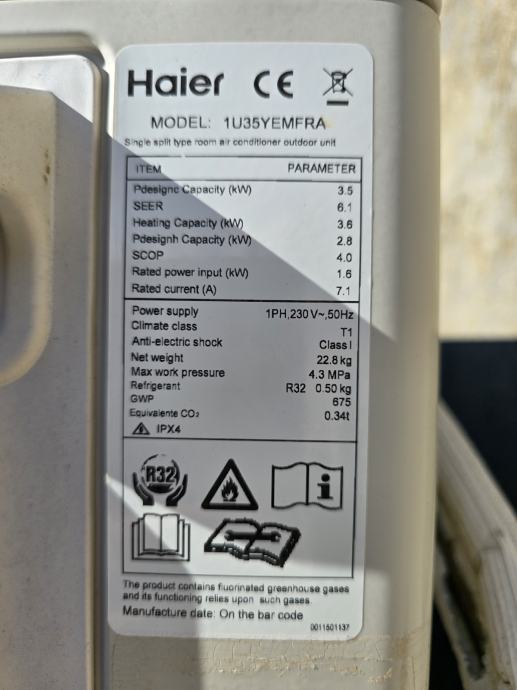 Haier CE
MODEL: 1U35YEMFRA
Single split type room air conditioner outdoor unit
ITEM PARAMETER
Pdesignc Capacity (kW) 3.5
SEER 6.1
Heating Capacity (kW) 3.6
Pdesignh Capacity (kW) 2.8
SCOP 4.0
Rated power input (kW) 1.6
Rated current (A) 7.1
Power supply 1PH,230V~,50Hz
Climate class T1
Anti-electric shock Class I
Net weight 22.8kg
Max work pressure 4.3 MPa
Refrigerant R32 0.50 kg
GWP 675
Equivalente CO₂ 0.34t
IPX4
R32
The product contains fluorinated greenhouse gases
and its functioning relies upon such gases.
Manufacture date: On the bar code
0011501137